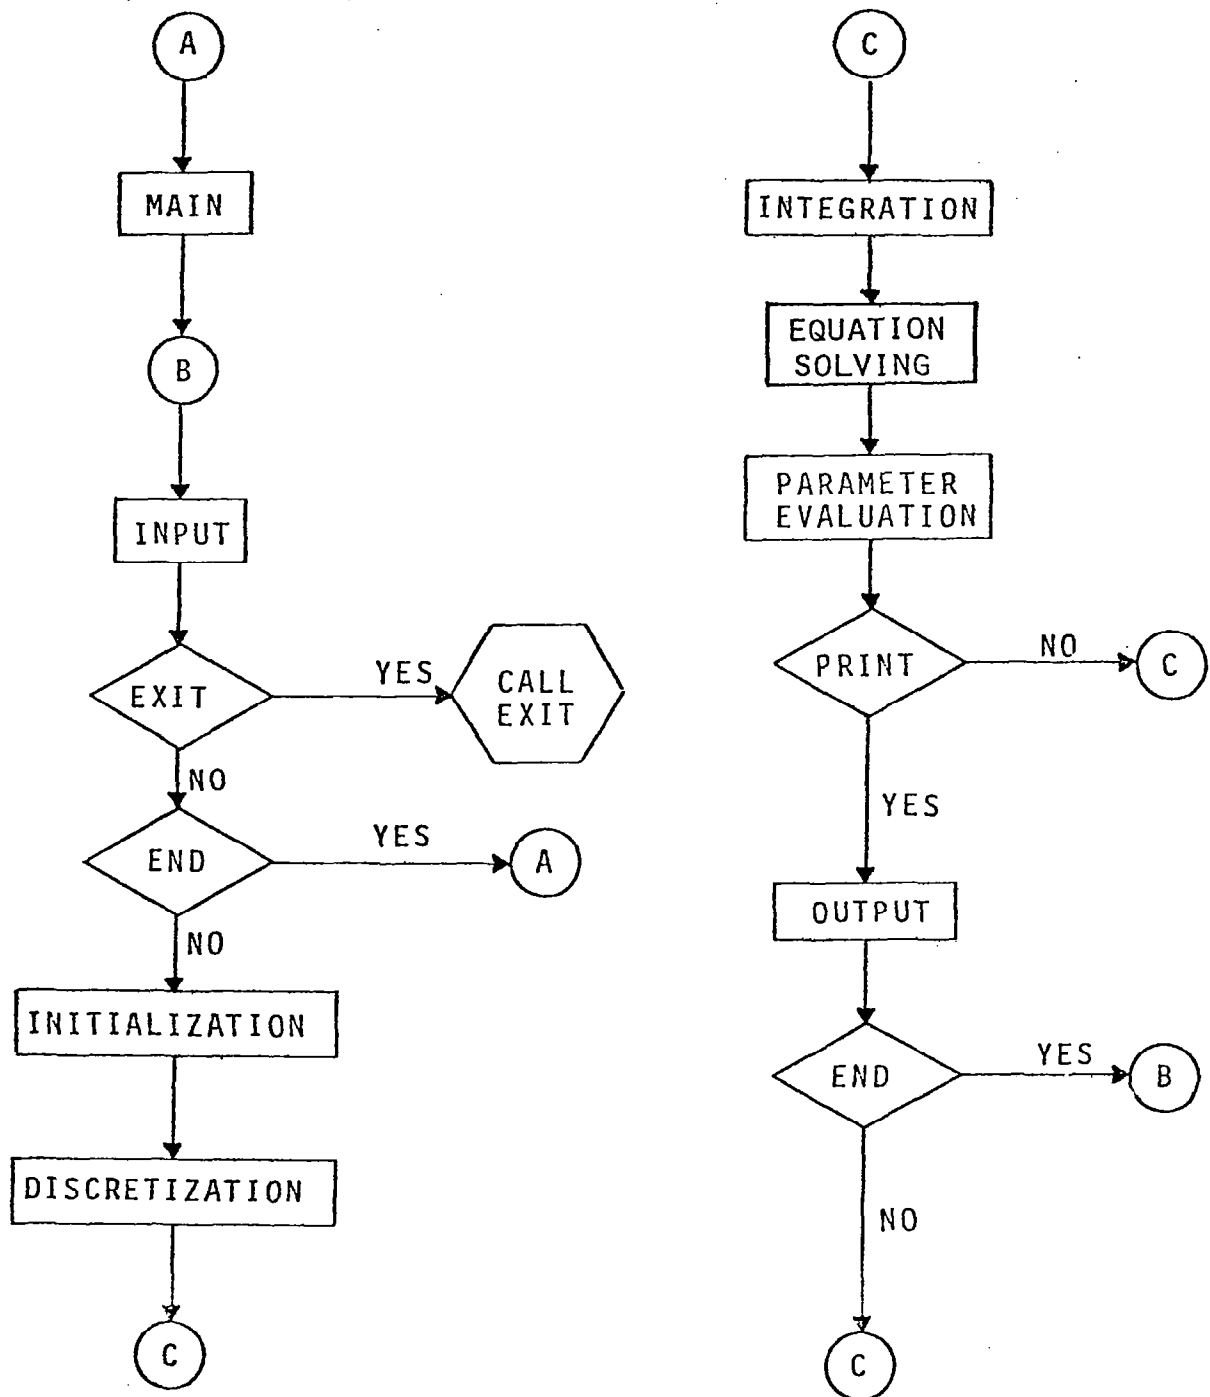 A
MAIN
B
INPUT
EXIT
YES
CALL
EXIT
NO
END
YES
A
NO
INITIALIZATION
DISCRETIZATION
C
C
INTEGRATION
EQUATION
SOLVING
PARAMETER
EVALUATION
PRINT
NO
C
YES
OUTPUT
END
YES
B
NO
C